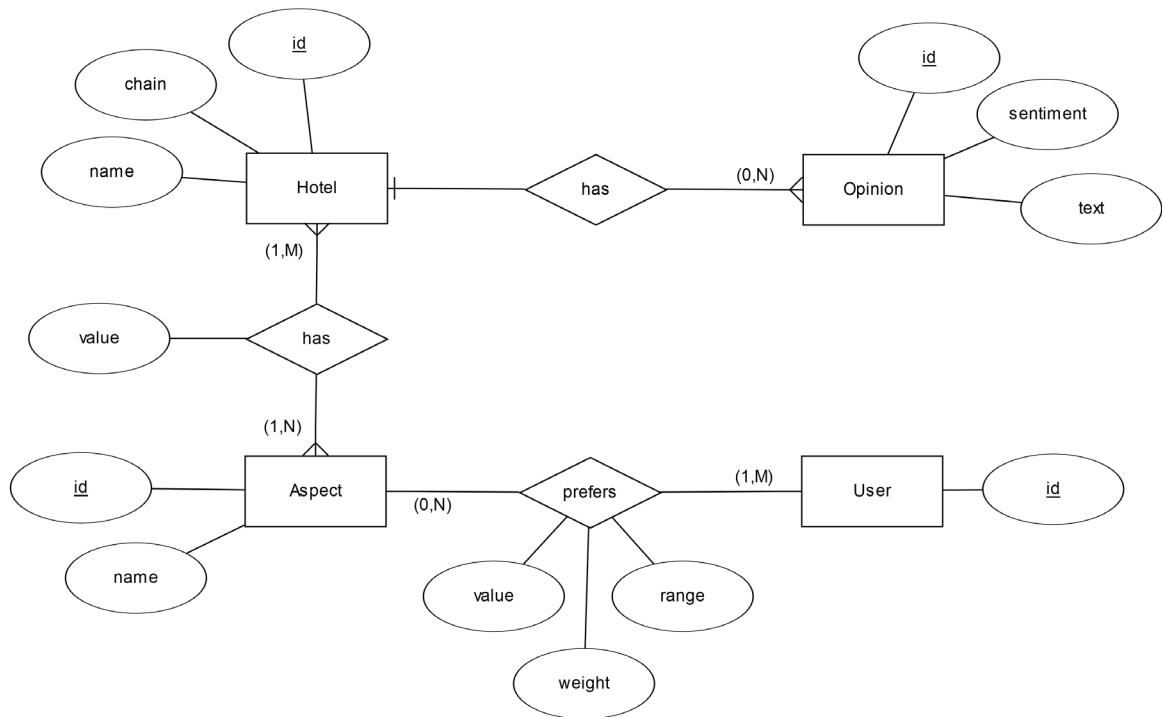 id
chain
name
Hotel
has
(0,N)
Opinion
id
sentiment
text
(1,M)
value
has
(1,N)
id
Aspect
name
(0,N)
prefers
(1,M)
User
id
value
range
weight